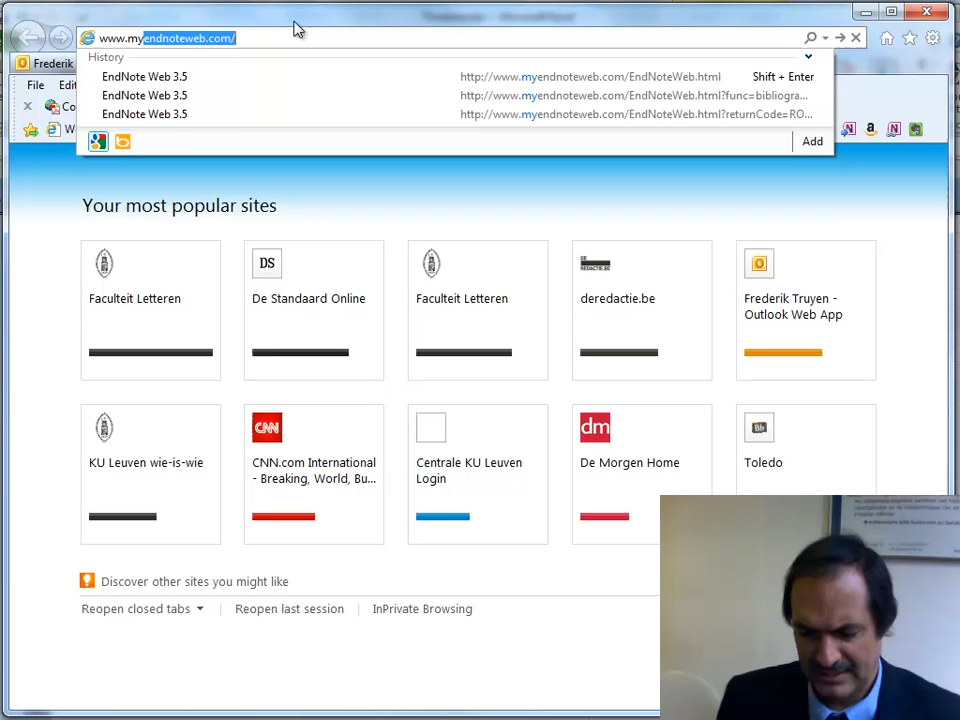 www.myendnoteweb.com/
History
EndNote Web 3.5 http://www.myendnoteweb.com/EndNoteWeb.html Shift + Enter
EndNote Web 3.5 http://www.myendnoteweb.com/EndNoteWeb.html?func=bibliogra...
EndNote Web 3.5 http://www.myendnoteweb.com/EndNoteWeb.html?returnCode=RO...
Add
Frederik
File Edit
Co
W
Your most popular sites
Faculteit Letteren
DS
De Standaard Online
Faculteit Letteren
DE REDACTIE.BE
deredactie.be
Frederik Truyen -
Outlook Web App
KU Leuven wie-is-wie
CNN
CNN.com International
- Breaking, World, Bu...
Centrale KU Leuven
Login
dm
De Morgen Home
Bb
Toledo
Discover other sites you might like
Reopen closed tabs
Reopen last session
InPrivate Browsing